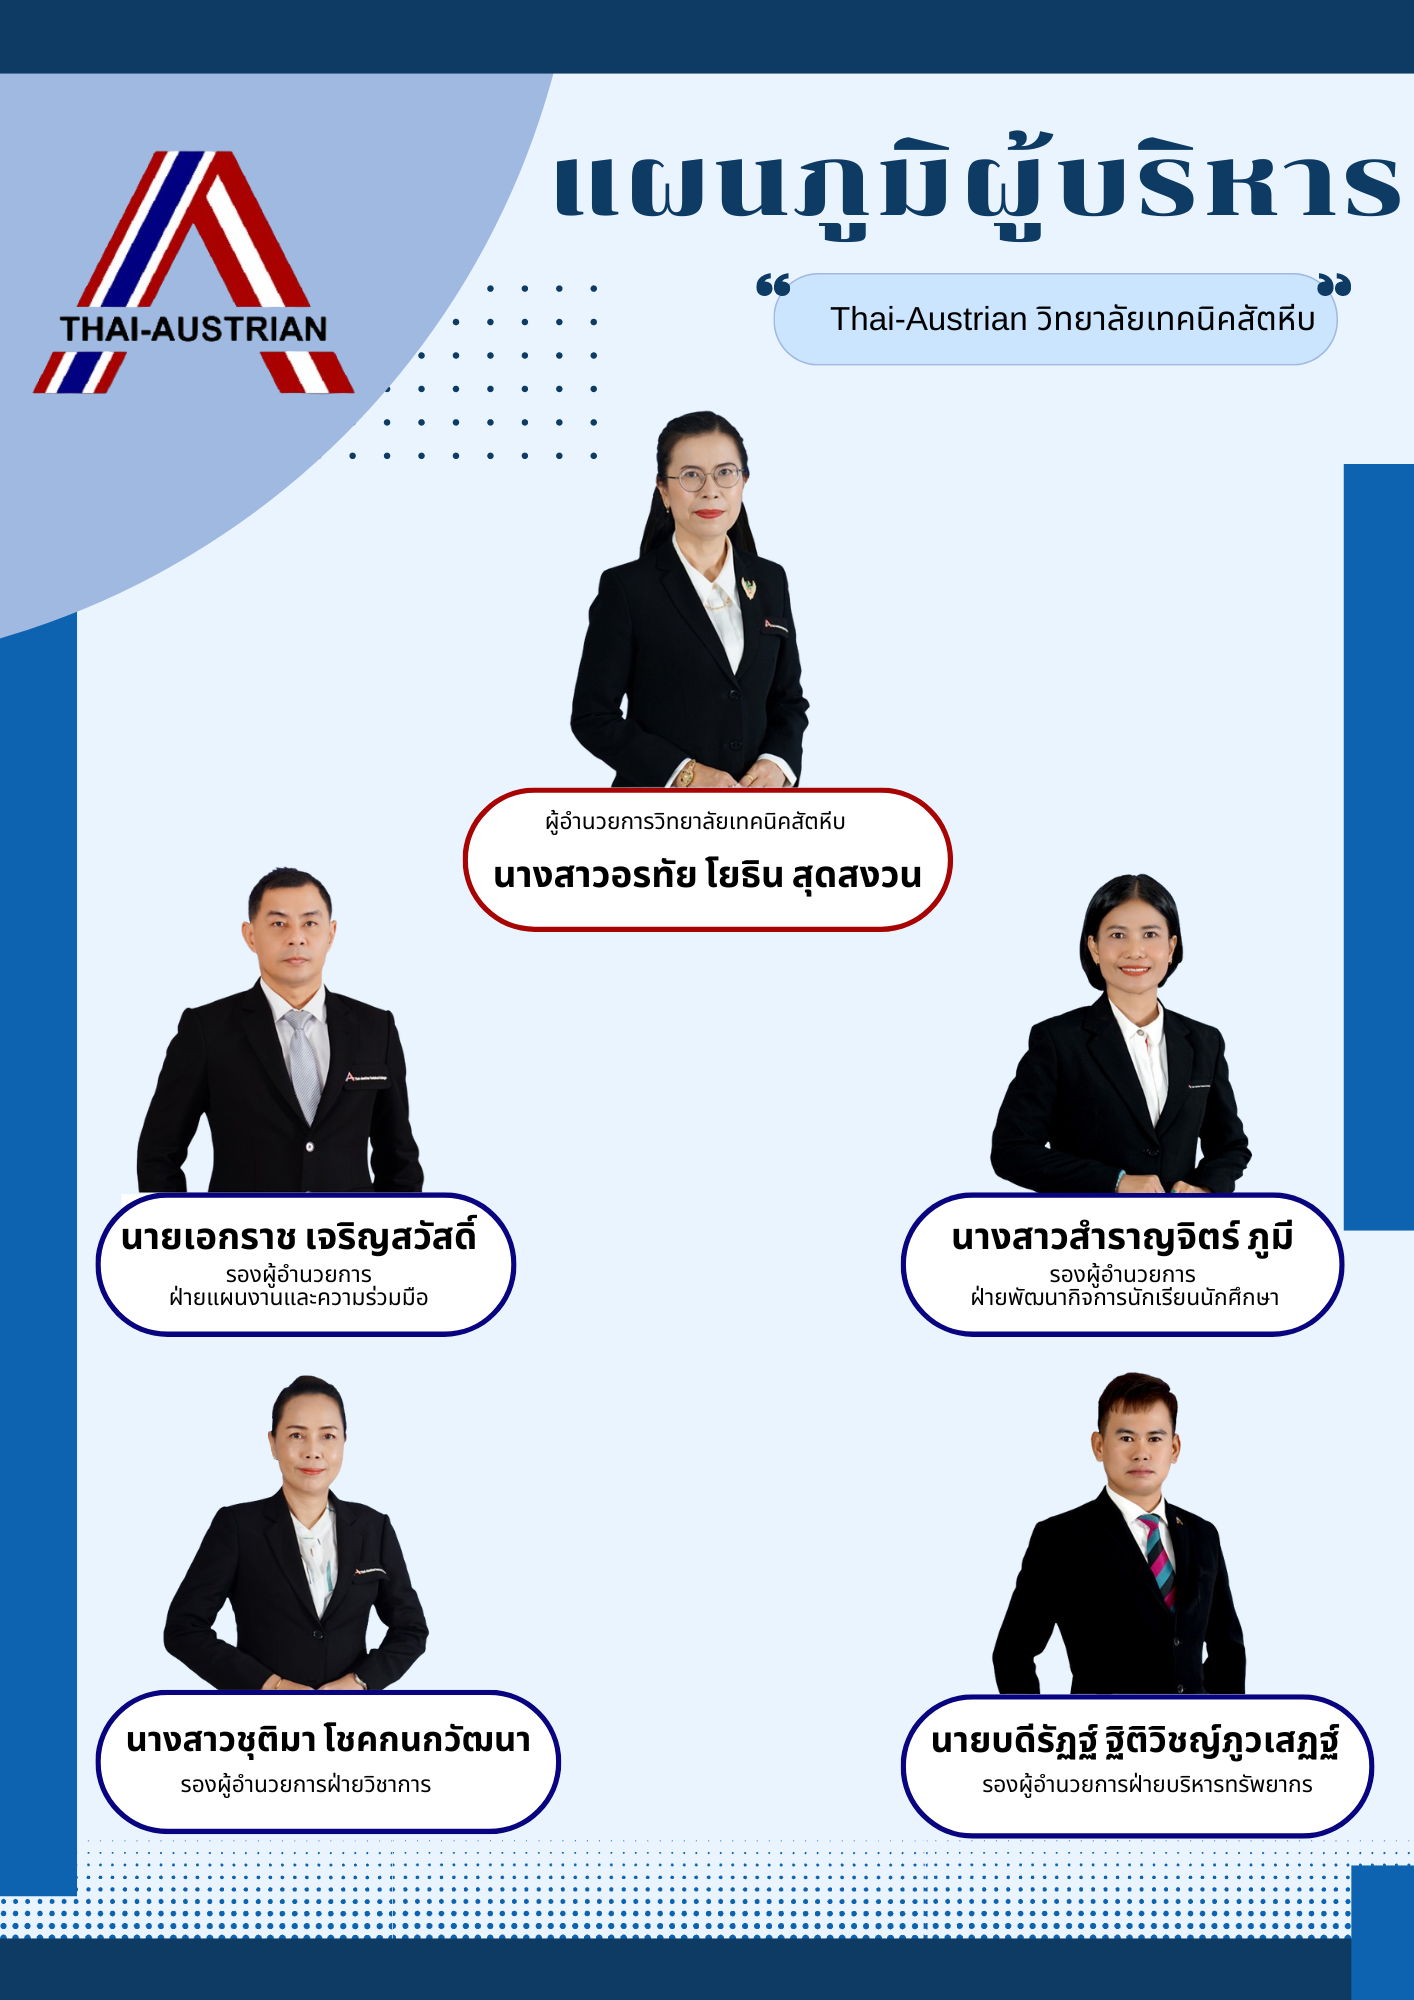 แผนภูมิผู้บริหาร
THAI-AUSTRIAN
“ Thai-Austrian วิทยาลัยเทคนิคสัตหีบ ”
ผู้อำนวยการวิทยาลัยเทคนิคสัตหีบ
นางสาวอรทัย โยธิน สุดสงวน
นายเอกราช เจริญสวัสดิ์
รองผู้อำนวยการ
ฝ่ายแผนงานและความร่วมมือ
นางสาวสำราญจิตร์ ภูมี
รองผู้อำนวยการ
ฝ่ายพัฒนากิจการนักเรียนนักศึกษา
นางสาวชุติมา โชคกนกวัฒนา
รองผู้อำนวยการฝ่ายวิชาการ
นายบดีรัฏฐ์ ฐิติวิชญ์ภูวเสฏฐ์
รองผู้อำนวยการฝ่ายบริหารทรัพยากร